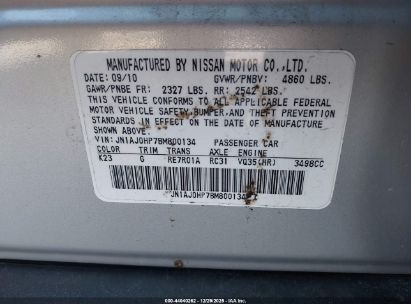 MANUFACTURED BY NISSAN MOTOR CO.,LTD.
DATE: 09/10 GVWR/PNBV: 4860 LBS.
GAWR/PNBE FR: 2327 LBS. RR: 2542 LBS.
THIS VEHICLE CONFORMS TO ALL APPLICABLE FEDERAL
MOTOR VEHICLE SAFETY,BUMPER,AND THEFT PREVENTION
STANDARDS IN EFFECT ON THE DATE OF MANUFACTURE
SHOWN ABOVE.
VIN: JN1AJ0HP7BM800134 PASSENGER CAR
COLOR TRIM TRANS AXLE ENGINE
K23 G RE7R01A RC31 VQ35(HR) 3498CC
JN1AJ0HP7BM800134